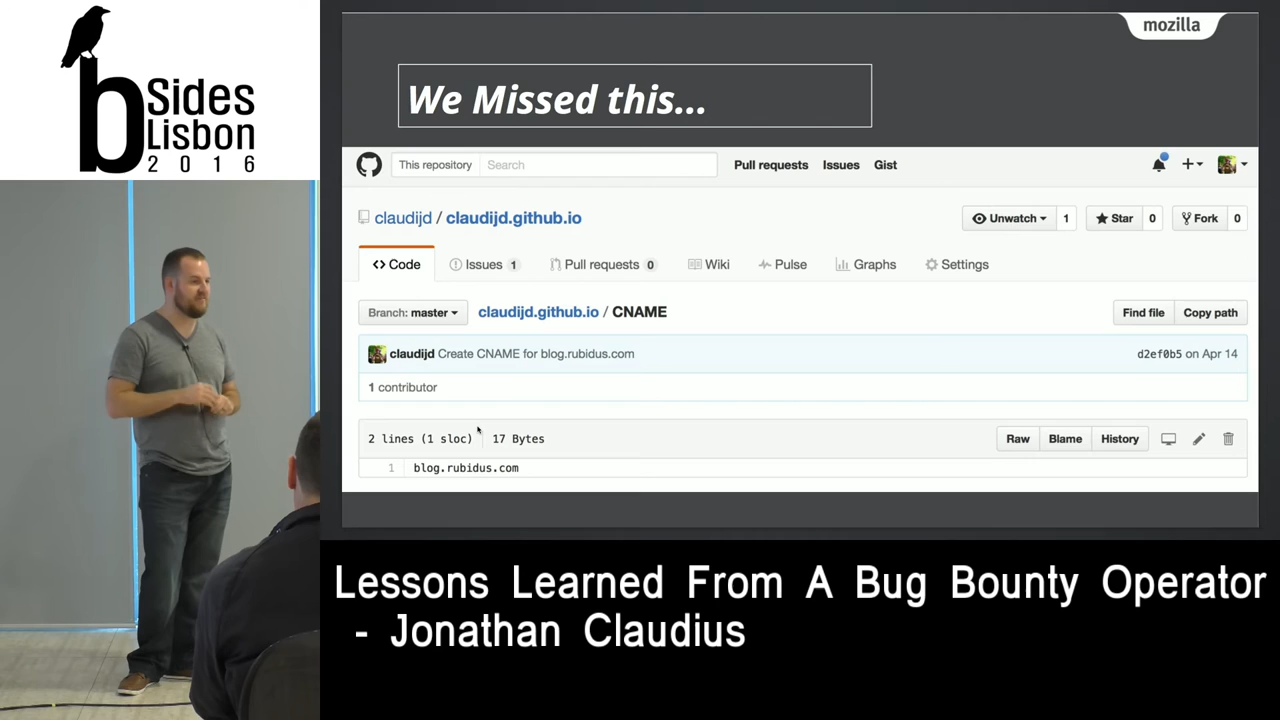 b Sides
Lisbon
2016
mozilla
We Missed this...
This repository Search Pull requests Issues Gist
claudijd / claudijd.github.io Unwatch 1 Star 0 Fork 0
<> Code Issues 1 Pull requests 0 Wiki Pulse Graphs Settings
Branch: master claudijd.github.io / CNAME Find file Copy path
claudijd Create CNAME for blog.rubidus.com d2ef0b5 on Apr 14
1 contributor
2 lines (1 sloc) 17 Bytes Raw Blame History
1 blog.rubidus.com
Lessons Learned From A Bug Bounty Operator
- Jonathan Claudius